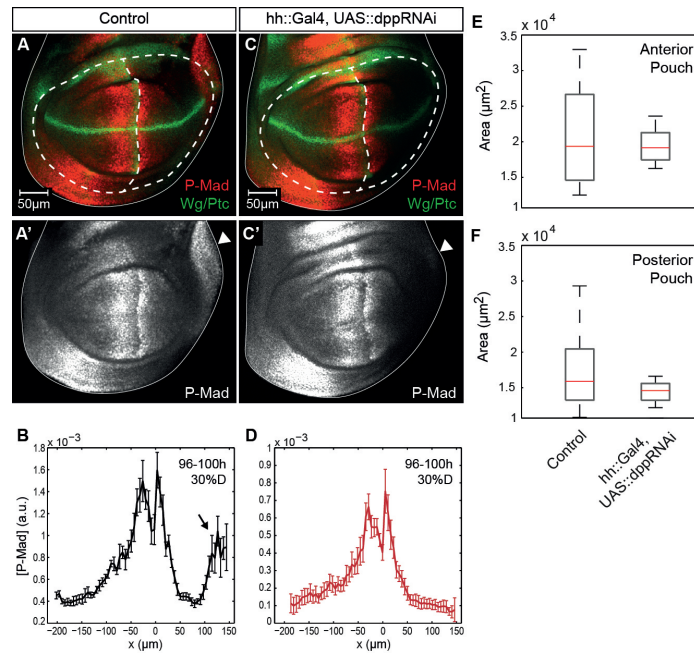 Control
hh::Gal4, UAS::dppRNAi
A
P-Mad
Wg/Ptc
50µm
C
P-Mad
Wg/Ptc
50µm
A'
P-Mad
C'
P-Mad
B
x 10⁻³
96-100h
30%D
1.8
1.6
1.4
1.2
1
0.8
0.6
0.4
0.2
[P-Mad] (a.u.)
−200 −150 −100 −50 0 50 100 150
x (µm)
D
x 10⁻³
96-100h
30%D
1
0.9
0.8
0.7
0.6
0.5
0.4
0.3
0.2
0.1
0
−200 −150 −100 −50 0 50 100 150
x (µm)
E
x 10⁴
Anterior
Pouch
3.5
3
2.5
2
1.5
1
Area (µm²)
F
x 10⁴
Posterior
Pouch
3.5
3
2
1.5
1
Area (µm²)
Control
hh::Gal4,
UAS::dppRNAi